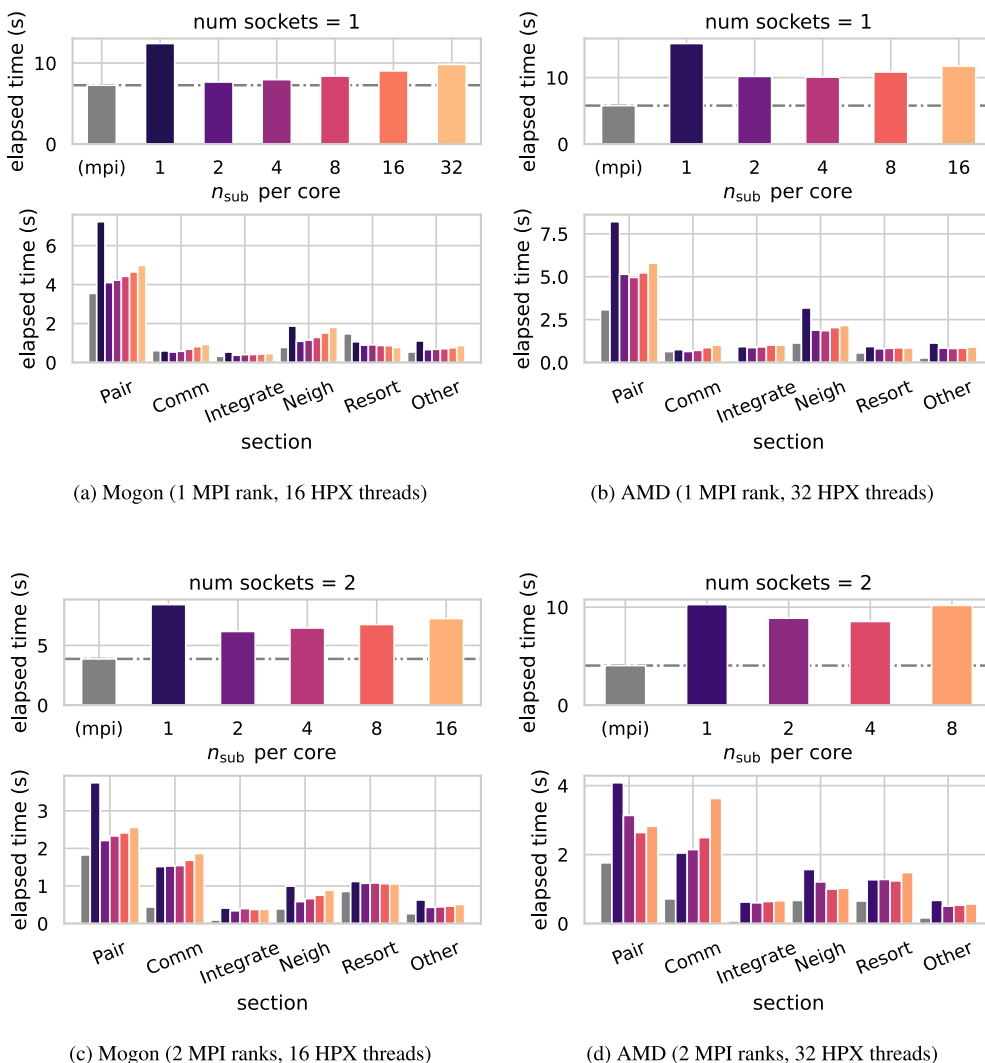 num sockets = 1
elapsed time (s)
10
0
(mpi) 1 2 4 8 16 32
n_sub per core
elapsed time (s)
6
4
2
0
Pair Comm Integrate Neigh Resort Other
section
(a) Mogon (1 MPI rank, 16 HPX threads)
num sockets = 1
elapsed time (s)
10
0
(mpi) 1 2 4 8 16
n_sub per core
elapsed time (s)
7.5
5.0
2.5
0.0
Pair Comm Integrate Neigh Resort Other
section
(b) AMD (1 MPI rank, 32 HPX threads)
num sockets = 2
elapsed time (s)
5
0
(mpi) 1 2 4 8 16
n_sub per core
elapsed time (s)
3
2
1
0
Pair Comm Integrate Neigh Resort Other
section
(c) Mogon (2 MPI ranks, 16 HPX threads)
num sockets = 2
elapsed time (s)
10
5
0
(mpi) 1 2 4 8
n_sub per core
elapsed time (s)
4
2
0
Pair Comm Integrate Neigh Resort Other
section
(d) AMD (2 MPI ranks, 32 HPX threads)